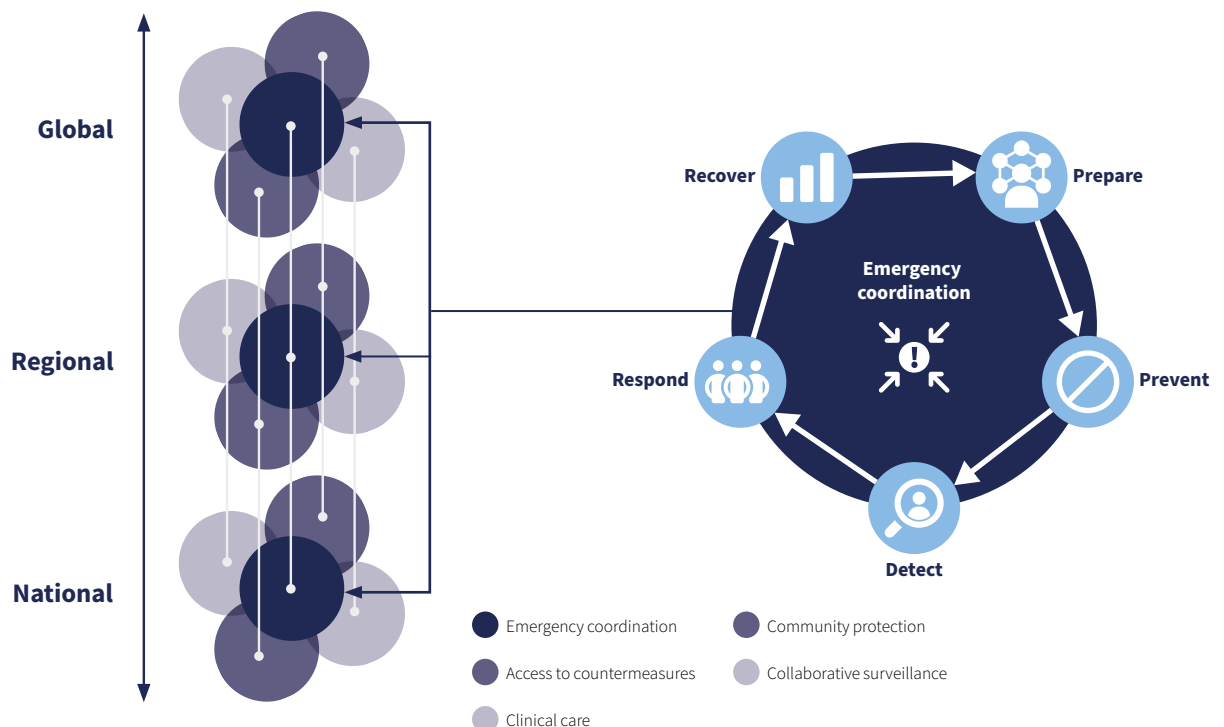 Global
Regional
National
Recover
Prepare
Emergency
coordination
!
Respond
Prevent
Detect
Emergency coordination
Community protection
Access to countermeasures
Collaborative surveillance
Clinical care